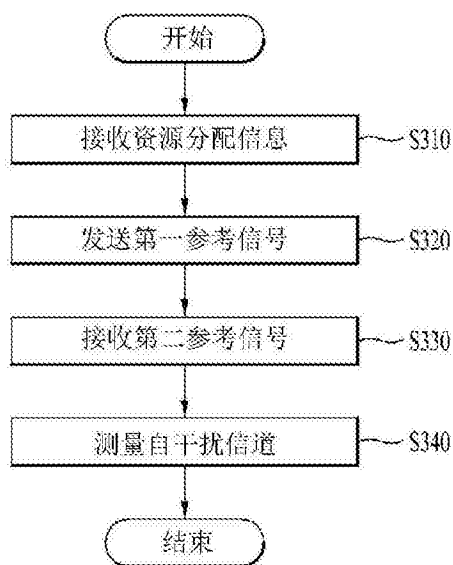 开始
接收资源分配信息
S310
发送第一参考信号
S320
接收第二参考信号
S330
测量自干扰信道
S340
结束